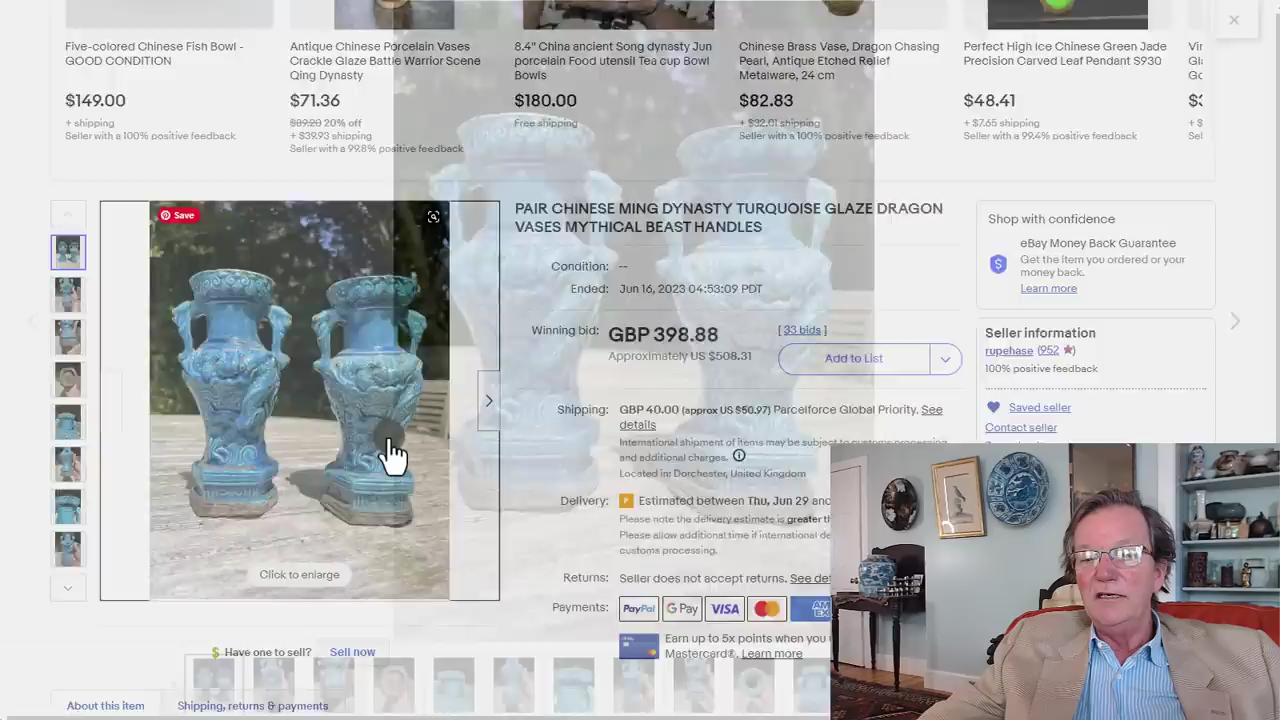 Five-colored Chinese Fish Bowl -
GOOD CONDITION
$149.00
+ shipping
Seller with a 100% positive feedback
Antique Chinese Porcelain Vases
Crackle Glaze Battle Warrior Scene
Qing Dynasty
$71.36
$89.20 20% off
+ $39.93 shipping
Seller with a 99.8% positive feedback
8.4" China ancient Song dynasty Jun
porcelain Food utensil Tea cup Bowl
Bowls
$180.00
Free shipping
Chinese Brass Vase, Dragon Chasing
Pearl, Antique Etched Relief
Metalware, 24 cm
$82.83
+ $32.01 shipping
Seller with a 100% positive feedback
Perfect High Ice Chinese Green Jade
Precision Carved Leaf Pendant S930
$48.41
+ $7.65 shipping
Seller with a 99.4% positive feedback
Save
Click to enlarge
PAIR CHINESE MING DYNASTY TURQUOISE GLAZE DRAGON
VASES MYTHICAL BEAST HANDLES
Condition: --
Ended: Jun 16, 2023 04:53:09 PDT
Winning bid: GBP 398.88 [ 33 bids ]
Approximately US $508.31
Add to List
Shipping: GBP 40.00 (approx US $50.97) Parcelforce Global Priority. See
details
International shipment of items may be subject to customs processing
and additional charges.
Located in: Dorchester, United Kingdom
Delivery: Estimated between Thu, Jun 29 and
Please note the delivery estimate is greater
Please allow additional time if international
customs processing.
Returns: Seller does not accept returns. See
Payments: PayPal G Pay VISA
Earn up to 5x points when you
Mastercard®. Learn more
Shop with confidence
eBay Money Back Guarantee
Get the item you ordered or your
money back.
Learn more
Seller information
rupehase (952)
100% positive feedback
Saved seller
Contact seller
Have one to sell? Sell now
About this item
Shipping, returns & payments